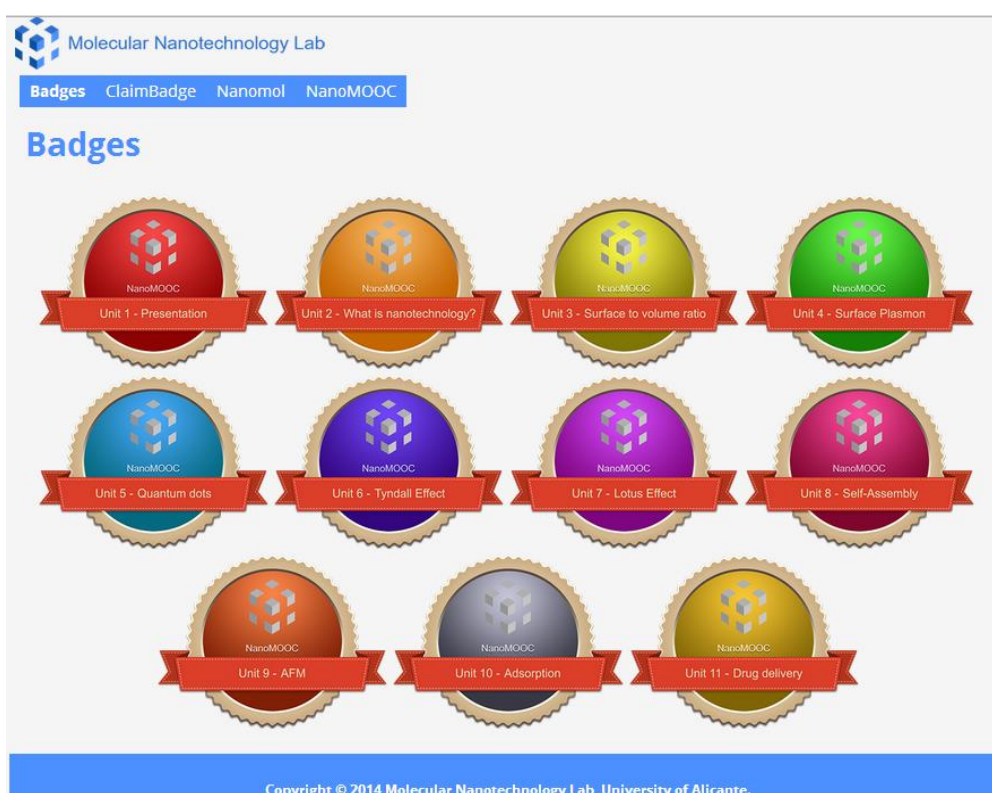 Molecular Nanotechnology Lab
Badges ClaimBadge Nanomol NanoMOOC
Badges
NanoMOOC
Unit 1 - Presentation
NanoMOOC
Unit 2 - What is nanotechnology?
NanoMOOC
Unit 3 - Surface to volume ratio
NanoMOOC
Unit 4 - Surface Plasmon
NanoMOOC
Unit 5 - Quantum dots
NanoMOOC
Unit 6 - Tyndall Effect
NanoMOOC
Unit 7 - Lotus Effect
NanoMOOC
Unit 8 - Self-Assembly
NanoMOOC
Unit 9 - AFM
NanoMOOC
Unit 10 - Adsorption
NanoMOOC
Unit 11 - Drug delivery
Copyright © 2014 Molecular Nanotechnology Lab. University of Alicante.